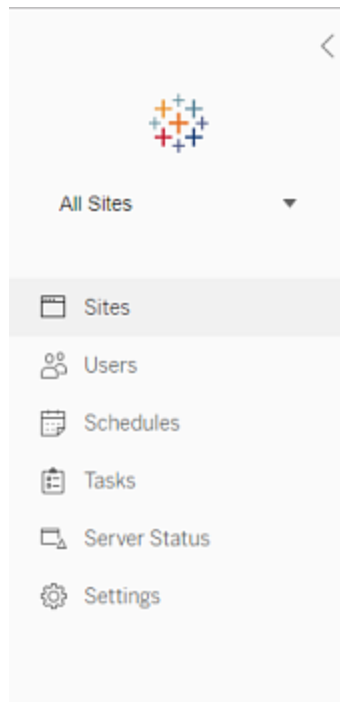 All Sites
Sites
Users
Schedules
Tasks
Server Status
Settings